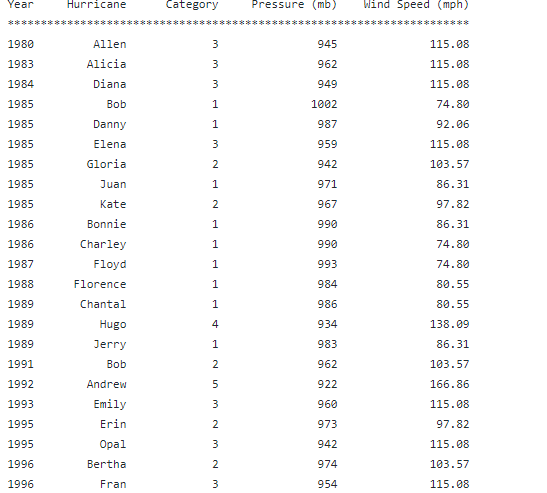 Year Hurricane Category Pressure (mb) Wind Speed (mph)
**********************************************************************
1980 Allen 3 945 115.08
1983 Alicia 3 962 115.08
1984 Diana 3 949 115.08
1985 Bob 1 1002 74.80
1985 Danny 1 987 92.06
1985 Elena 3 959 115.08
1985 Gloria 2 942 103.57
1985 Juan 1 971 86.31
1985 Kate 2 967 97.82
1986 Bonnie 1 990 86.31
1986 Charley 1 990 74.80
1987 Floyd 1 993 74.80
1988 Florence 1 984 80.55
1989 Chantal 1 986 80.55
1989 Hugo 4 934 138.09
1989 Jerry 1 983 86.31
1991 Bob 2 962 103.57
1992 Andrew 5 922 166.86
1993 Emily 3 960 115.08
1995 Erin 2 973 97.82
1995 Opal 3 942 115.08
1996 Bertha 2 974 103.57
1996 Fran 3 954 115.08